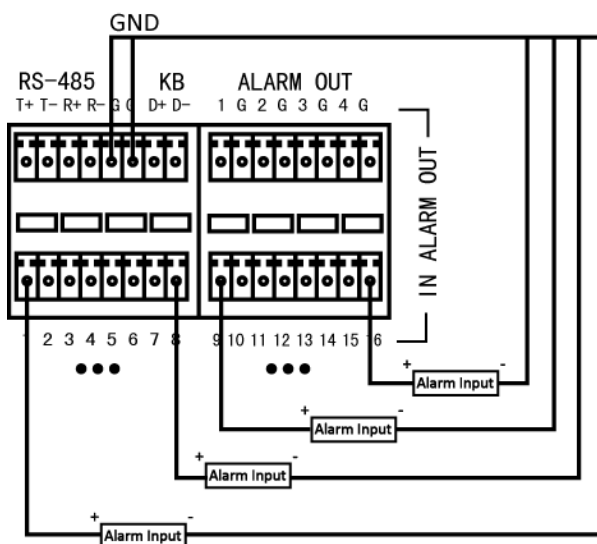 GND
RS-485 KB ALARM OUT
T+ T- R+ R- G G D+ D- 1 G 2 G 3 G 4 G
IN ALARM OUT
1 2 3 4 5 6 7 8 9 10 11 12 13 14 15 16
+ Alarm Input -
+ Alarm Input -
+ Alarm Input -
+ Alarm Input -